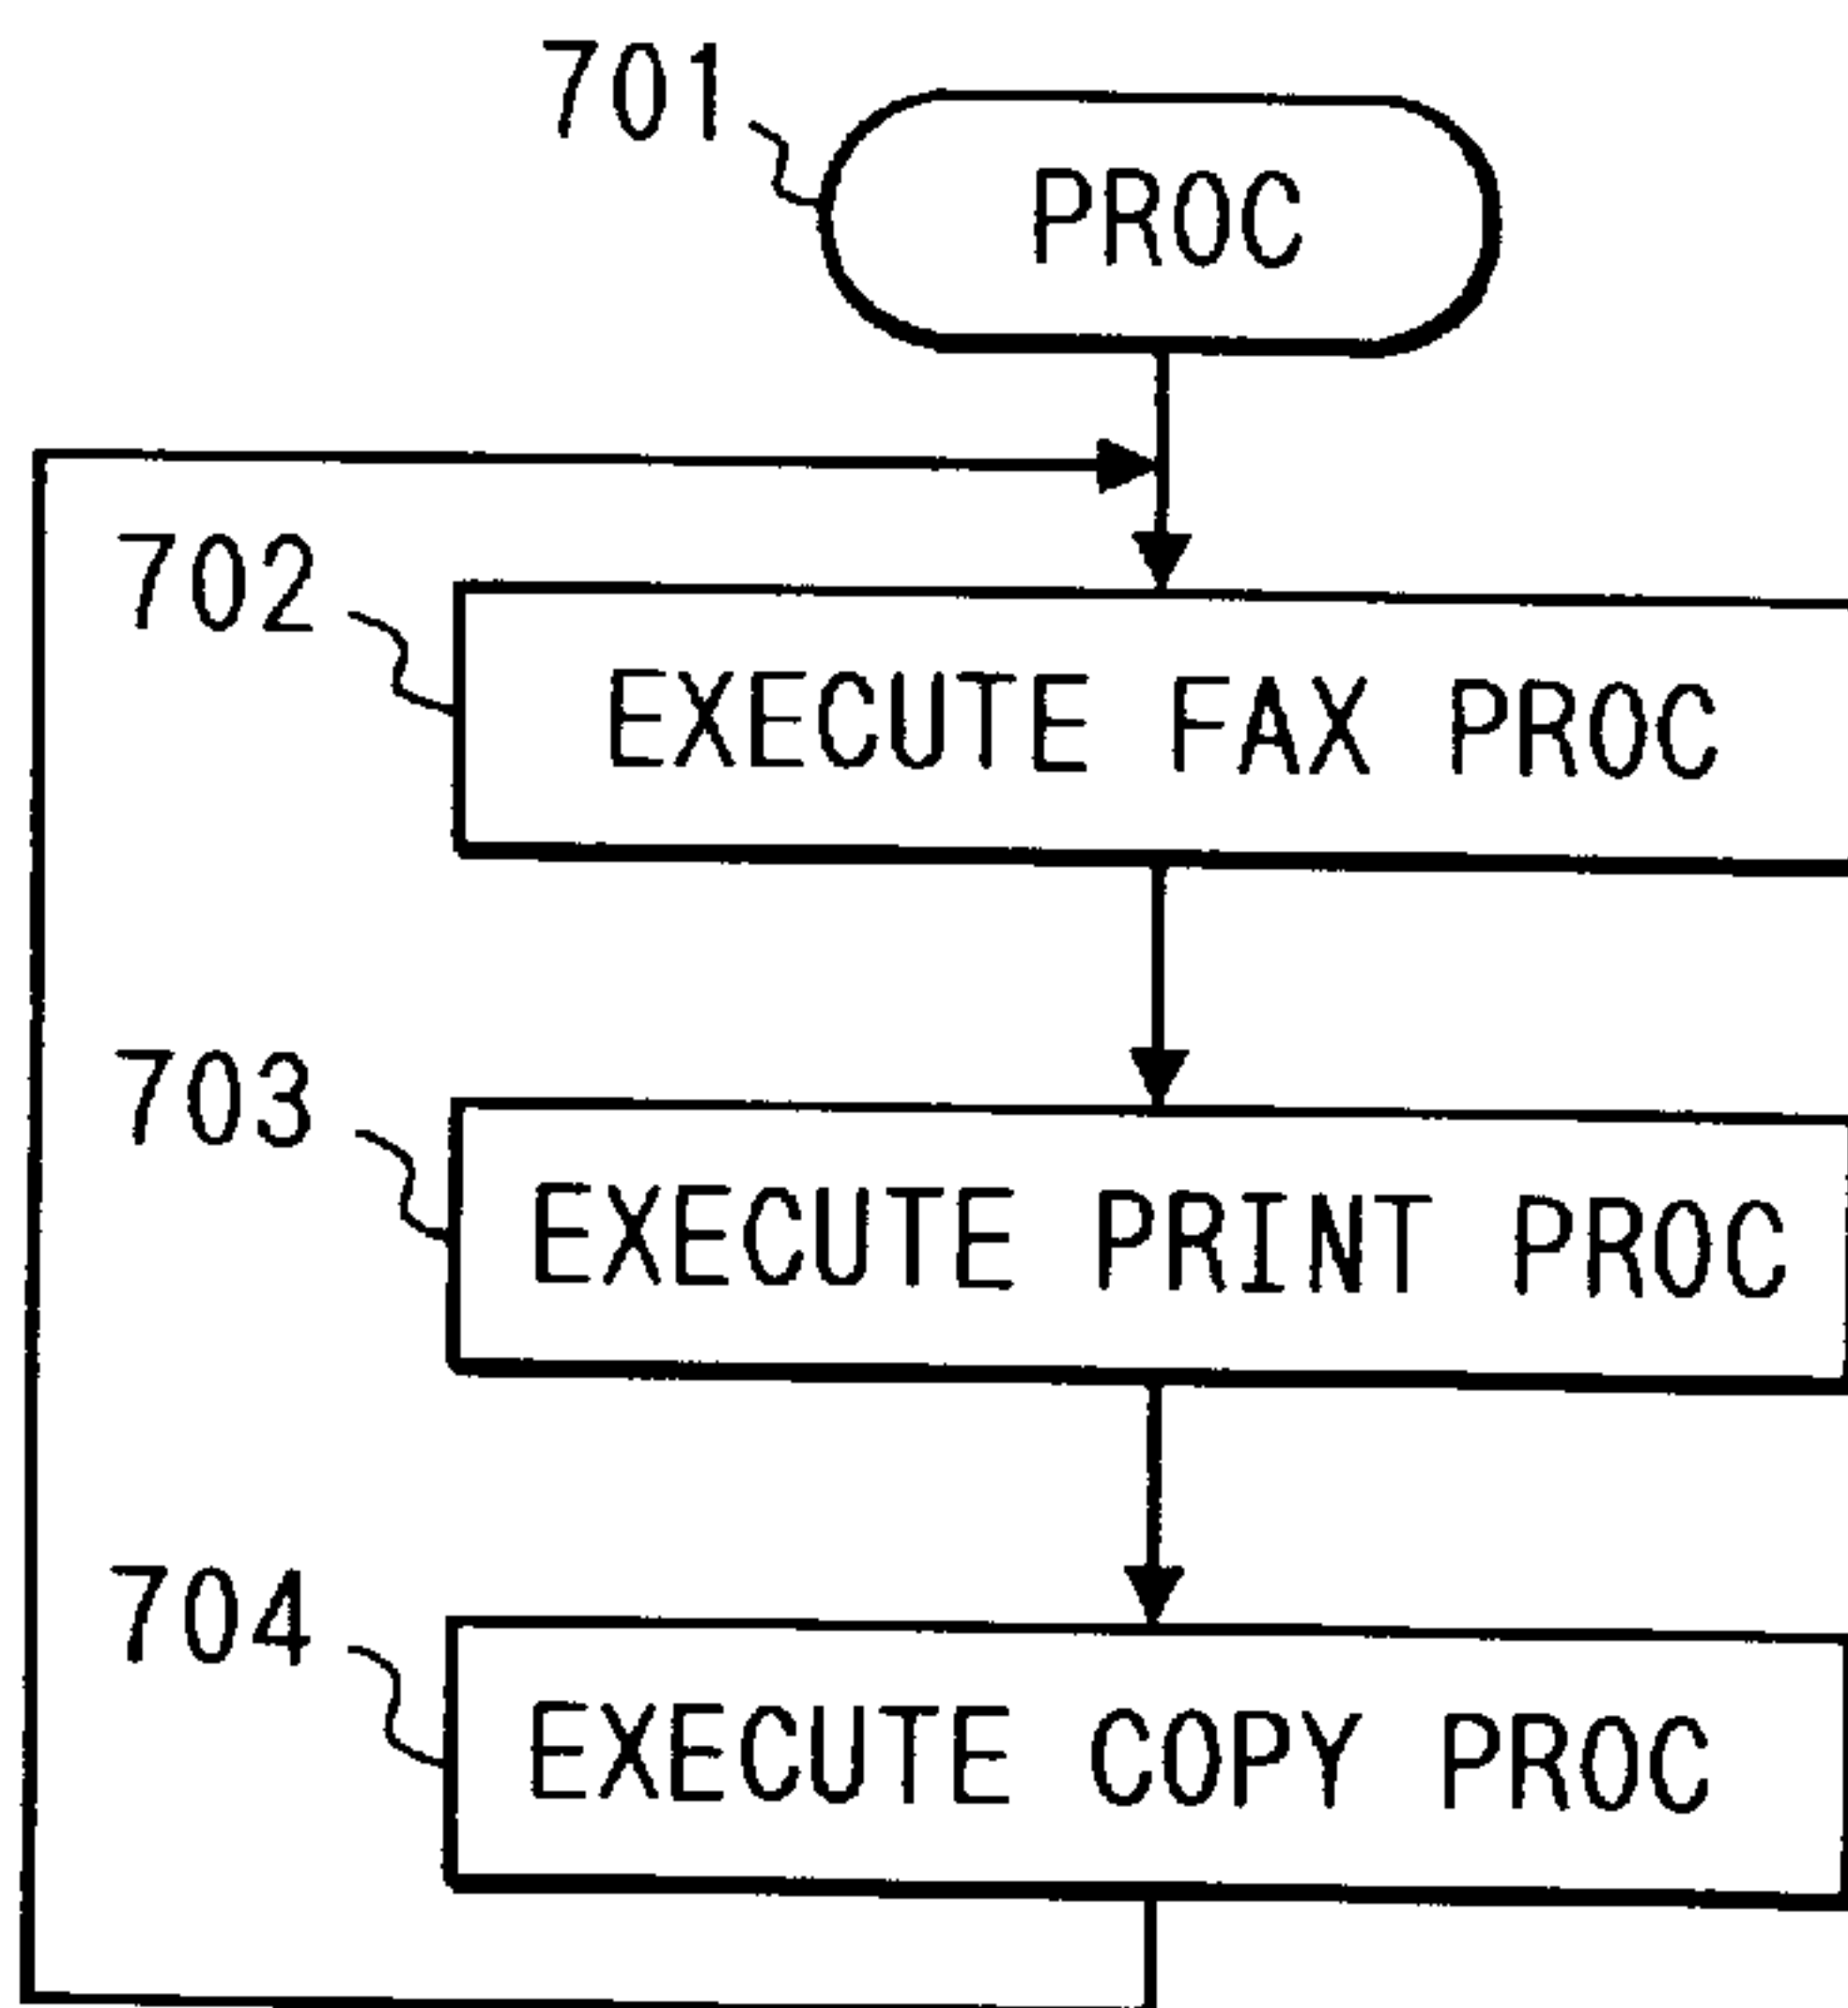 701
PROC
702
EXECUTE FAX PROC
703
EXECUTE PRINT PROC
704
EXECUTE COPY PROC